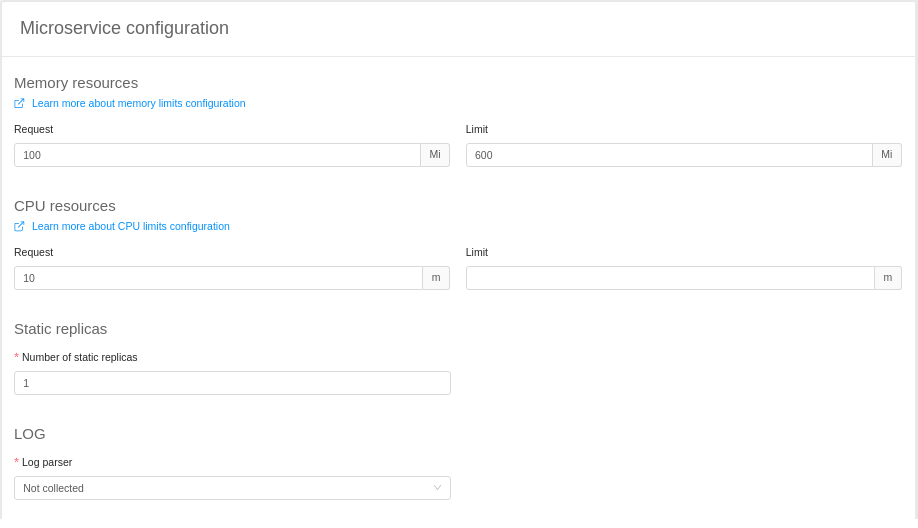 Microservice configuration
Memory resources
Learn more about memory limits configuration
Request
Limit
100 Mi
600 Mi
CPU resources
Learn more about CPU limits configuration
Request
Limit
10 m
m
Static replicas
* Number of static replicas
1
LOG
* Log parser
Not collected